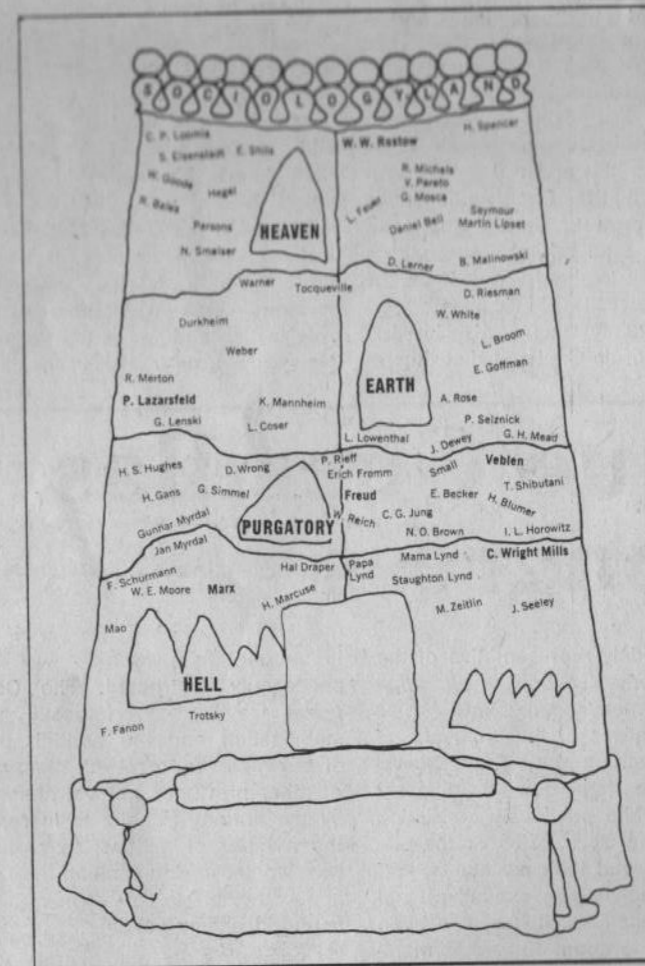 SOCIOLOGYLAND
C. P. Loomis
S. Eisenstadt
E. Shils
W. Goode
Hegel
R. Bales
Parsons
N. Smelser
HEAVEN
H. Spencer
W. W. Rostow
R. Michels
V. Pareto
G. Mosca
L. Feuer
Daniel Bell
Seymour
Martin Lipset
D. Lerner
B. Malinowski
Warner
Tocqueville
Durkheim
Weber
R. Merton
P. Lazarsfeld
K. Mannheim
G. Lenski
L. Coser
D. Riesman
W. White
L. Broom
E. Goffman
EARTH
A. Rose
P. Selznick
G. H. Mead
L. Lowenthal
J. Dewey
H. S. Hughes
D. Wrong
P. Rieff
Erich Fromm
H. Gans
G. Simmel
Gunnar Myrdal
PURGATORY
Freud
W. Reich
Small
Veblen
T. Shibutani
E. Becker
H. Blumer
C. G. Jung
N. O. Brown
I. L. Horowitz
Jan Myrdal
F. Schurmann
W. E. Moore
Marx
Hal Draper
H. Marcuse
Mao
HELL
F. Fanon
Trotsky
Papa
Lynd
Mama Lynd
C. Wright Mills
Staughton Lynd
M. Zeitlin
J. Seeley